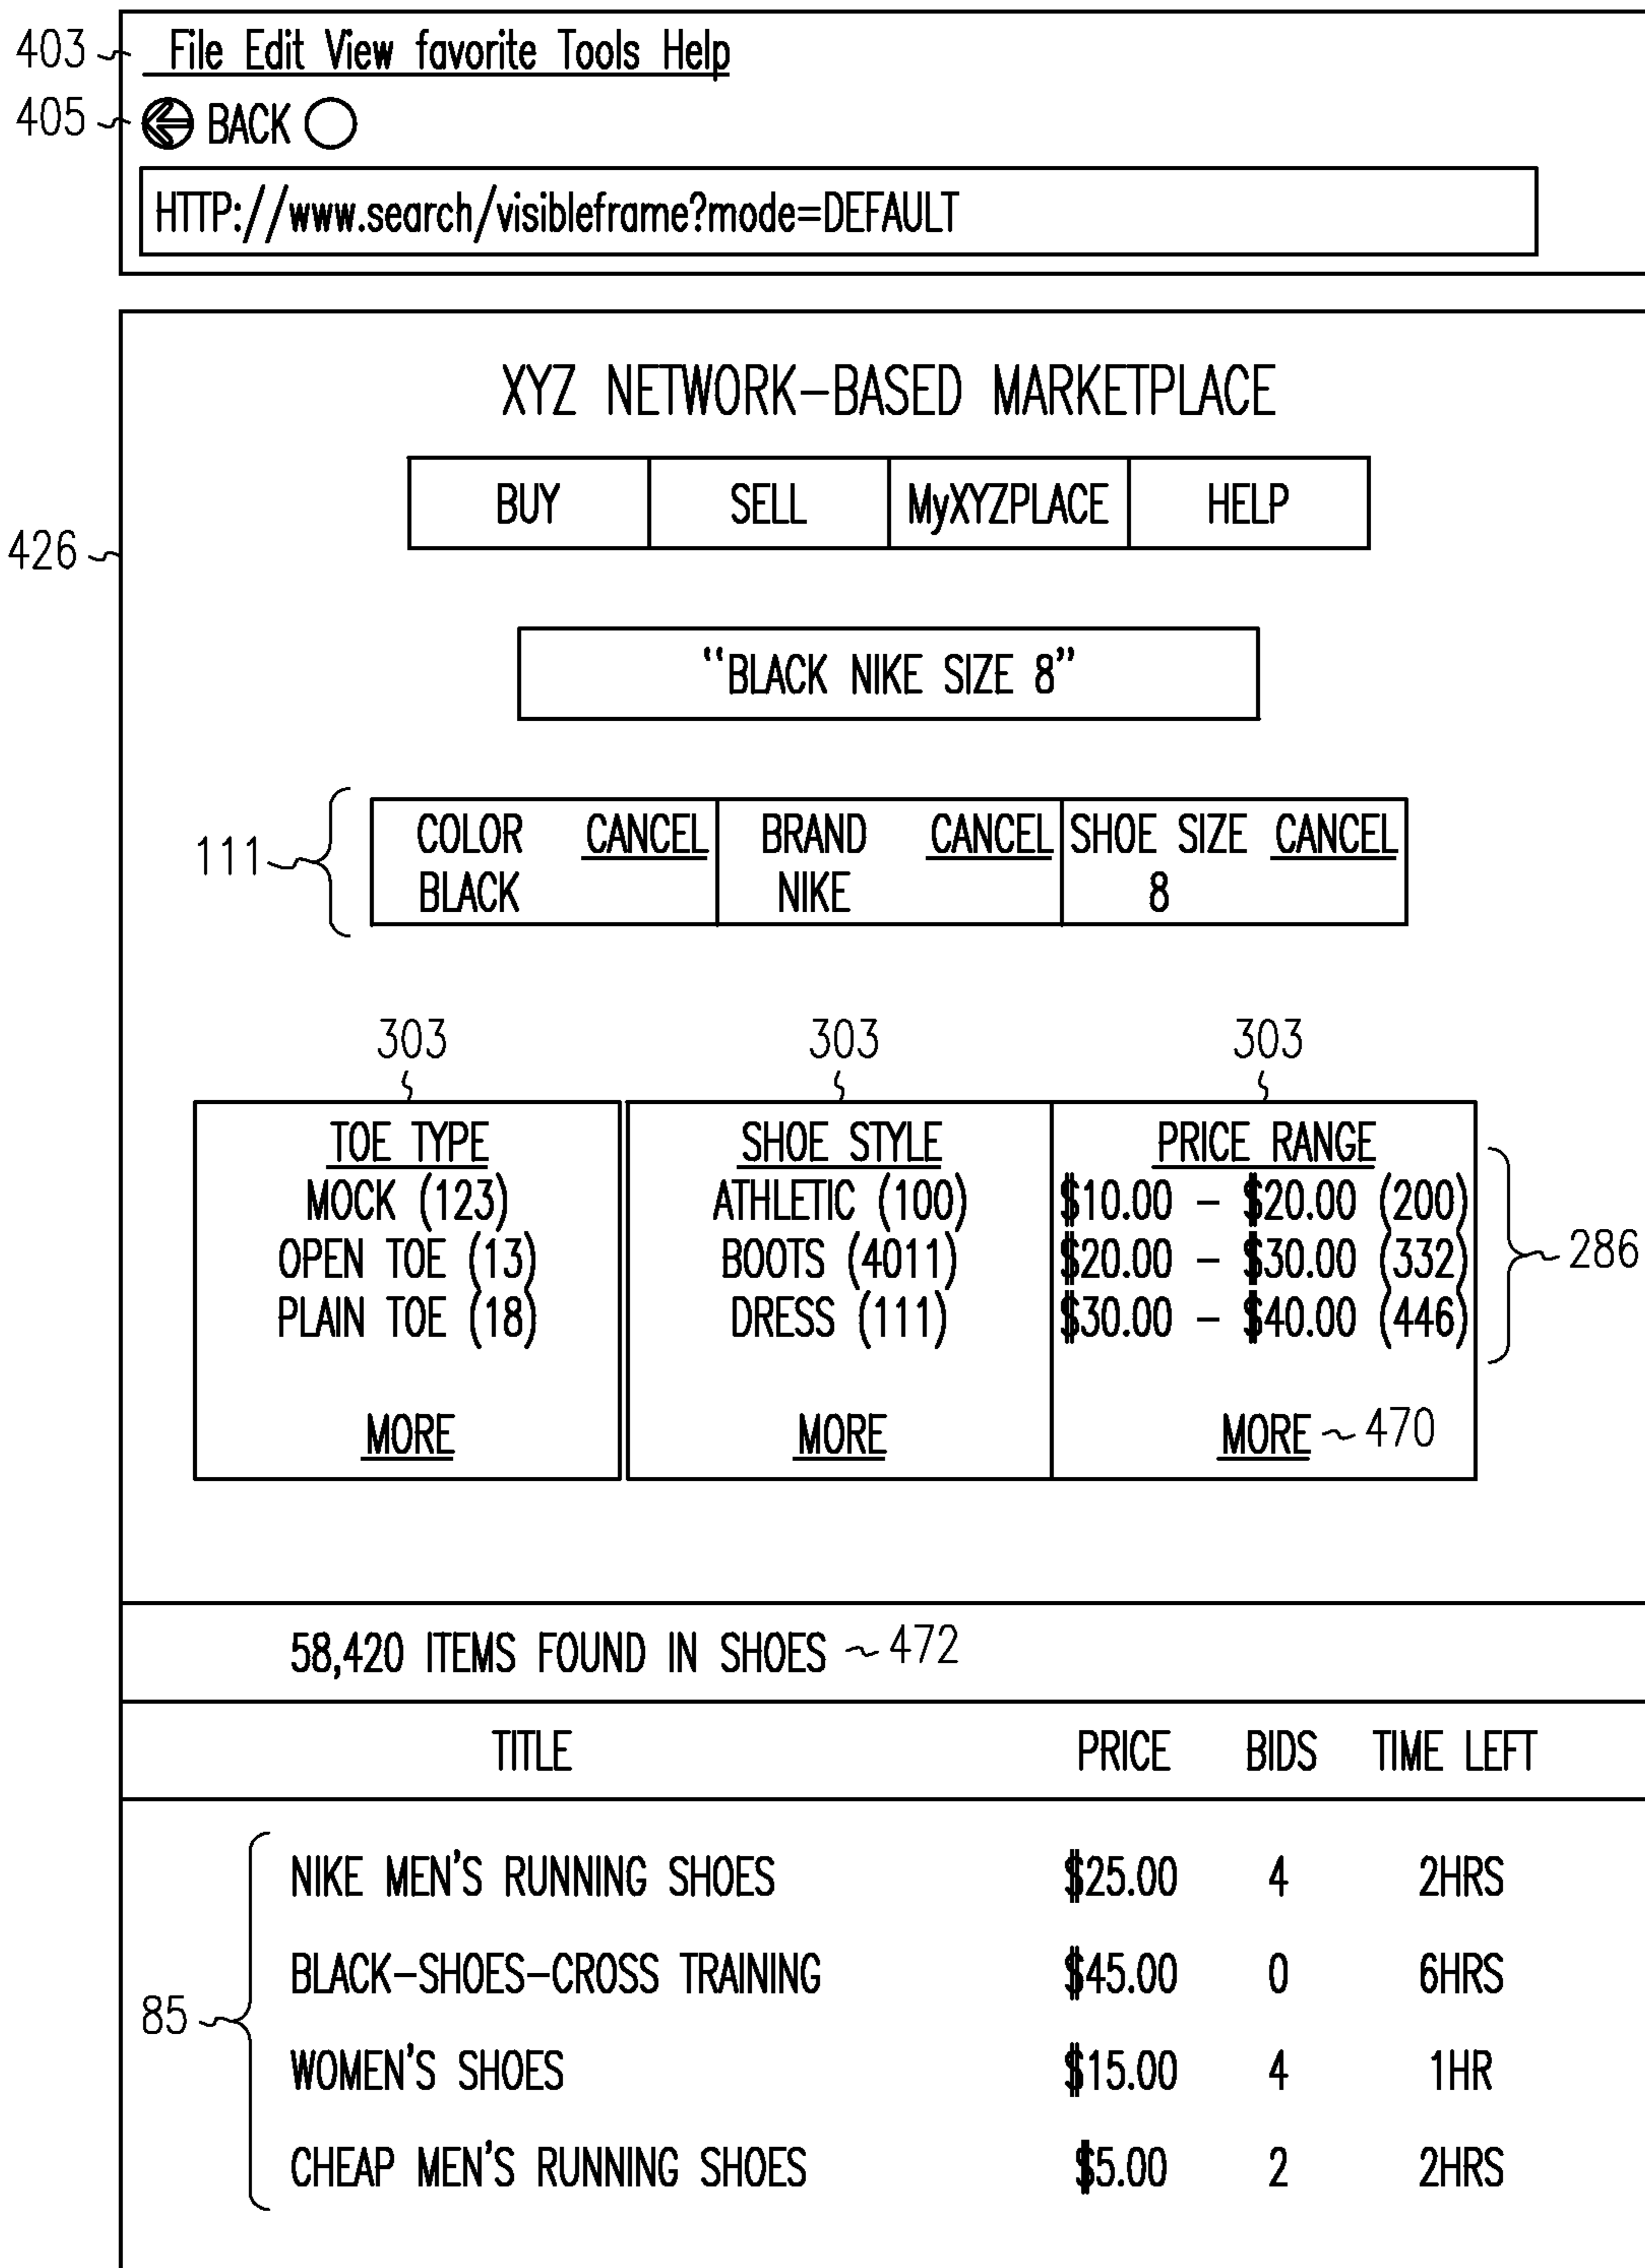 403 File Edit View favorite Tools Help
405 BACK
HTTP://www.search/visibleframe?mode=DEFAULT
XYZ NETWORK-BASED MARKETPLACE
BUY SELL MyXYZPLACE HELP
426
"BLACK NIKE SIZE 8"
COLOR CANCEL BRAND CANCEL SHOE SIZE CANCEL
111
BLACK NIKE 8
303 303 303
TOE TYPE SHOE STYLE PRICE RANGE
MOCK (123) ATHLETIC (100) $10.00 - $20.00 (200)
OPEN TOE (13) BOOTS (4011) $20.00 - $30.00 (332) 286
PLAIN TOE (18) DRESS (111) $30.00 - $40.00 (446)
MORE MORE MORE 470
58,420 ITEMS FOUND IN SHOES 472
TITLE PRICE BIDS TIME LEFT
NIKE MEN'S RUNNING SHOES $25.00 4 2HRS
BLACK-SHOES-CROSS TRAINING $45.00 0 6HRS
85
WOMEN'S SHOES $15.00 4 1HR
CHEAP MEN'S RUNNING SHOES $5.00 2 2HRS